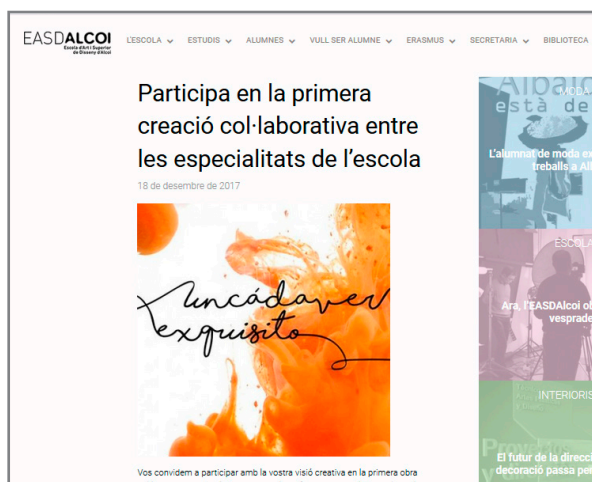 EASDALCOI
Escola d'Art i Superior
de Disseny d'Alcoi
L'ESCOLA ESTUDIS ALUMNES VULL SER ALUMNE ERASMUS SECRETARIA BIBLIOTECA
Participa en la primera
creació col·laborativa entre
les especialitats de l'escola
18 de desembre de 2017
uncádaver
exquisito
Vos convidem a participar amb la vostra visió creativa en la primera obra
Albaid
està de
MODA
L'alumnat de moda ex
treballs a Al
ESCOLA
Ara, l'EASDAlcoi ob
vesprade
INTERIORIS
El futur de la direcci
decoració passa per